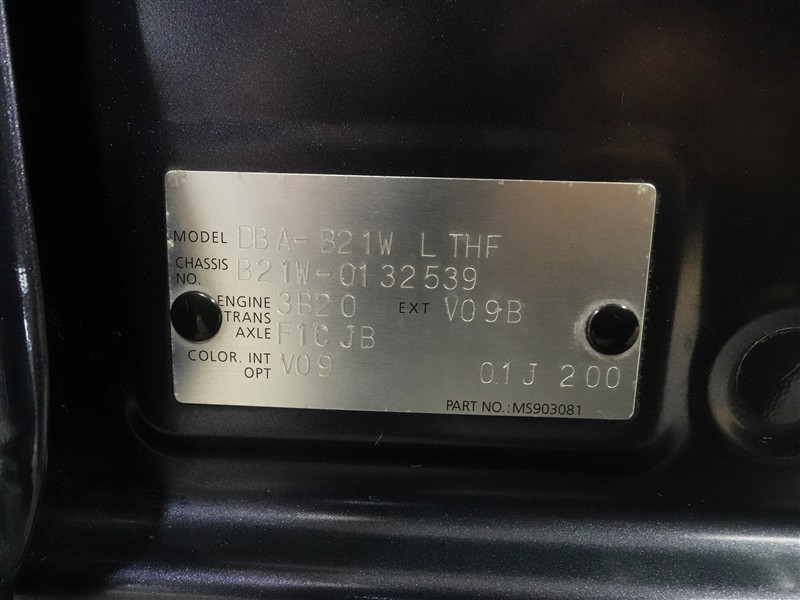 MODEL DBA-B21W LTHF
CHASSIS NO. B21W-0132539
ENGINE 3B20 EXT V09B
TRANS AXLE F1CJB
COLOR. INT V09
OPT 01J 200
PART NO.:MS903081